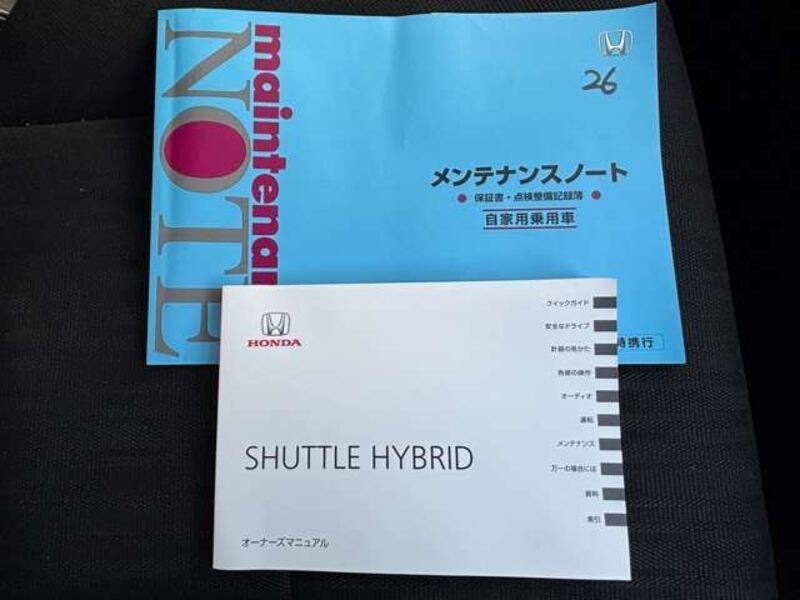 maintenan
NOTE
26
メンテナンスノート
● 保証書・点検整備記録簿 ●
自家用乗用車
時携行
HONDA
SHUTTLE HYBRID
オーナーズマニュアル
クイックガイド
安全なドライブ
計器の見かた
各部の操作
オーディオ
運転
メンテナンス
万一の場合には
資料
索引